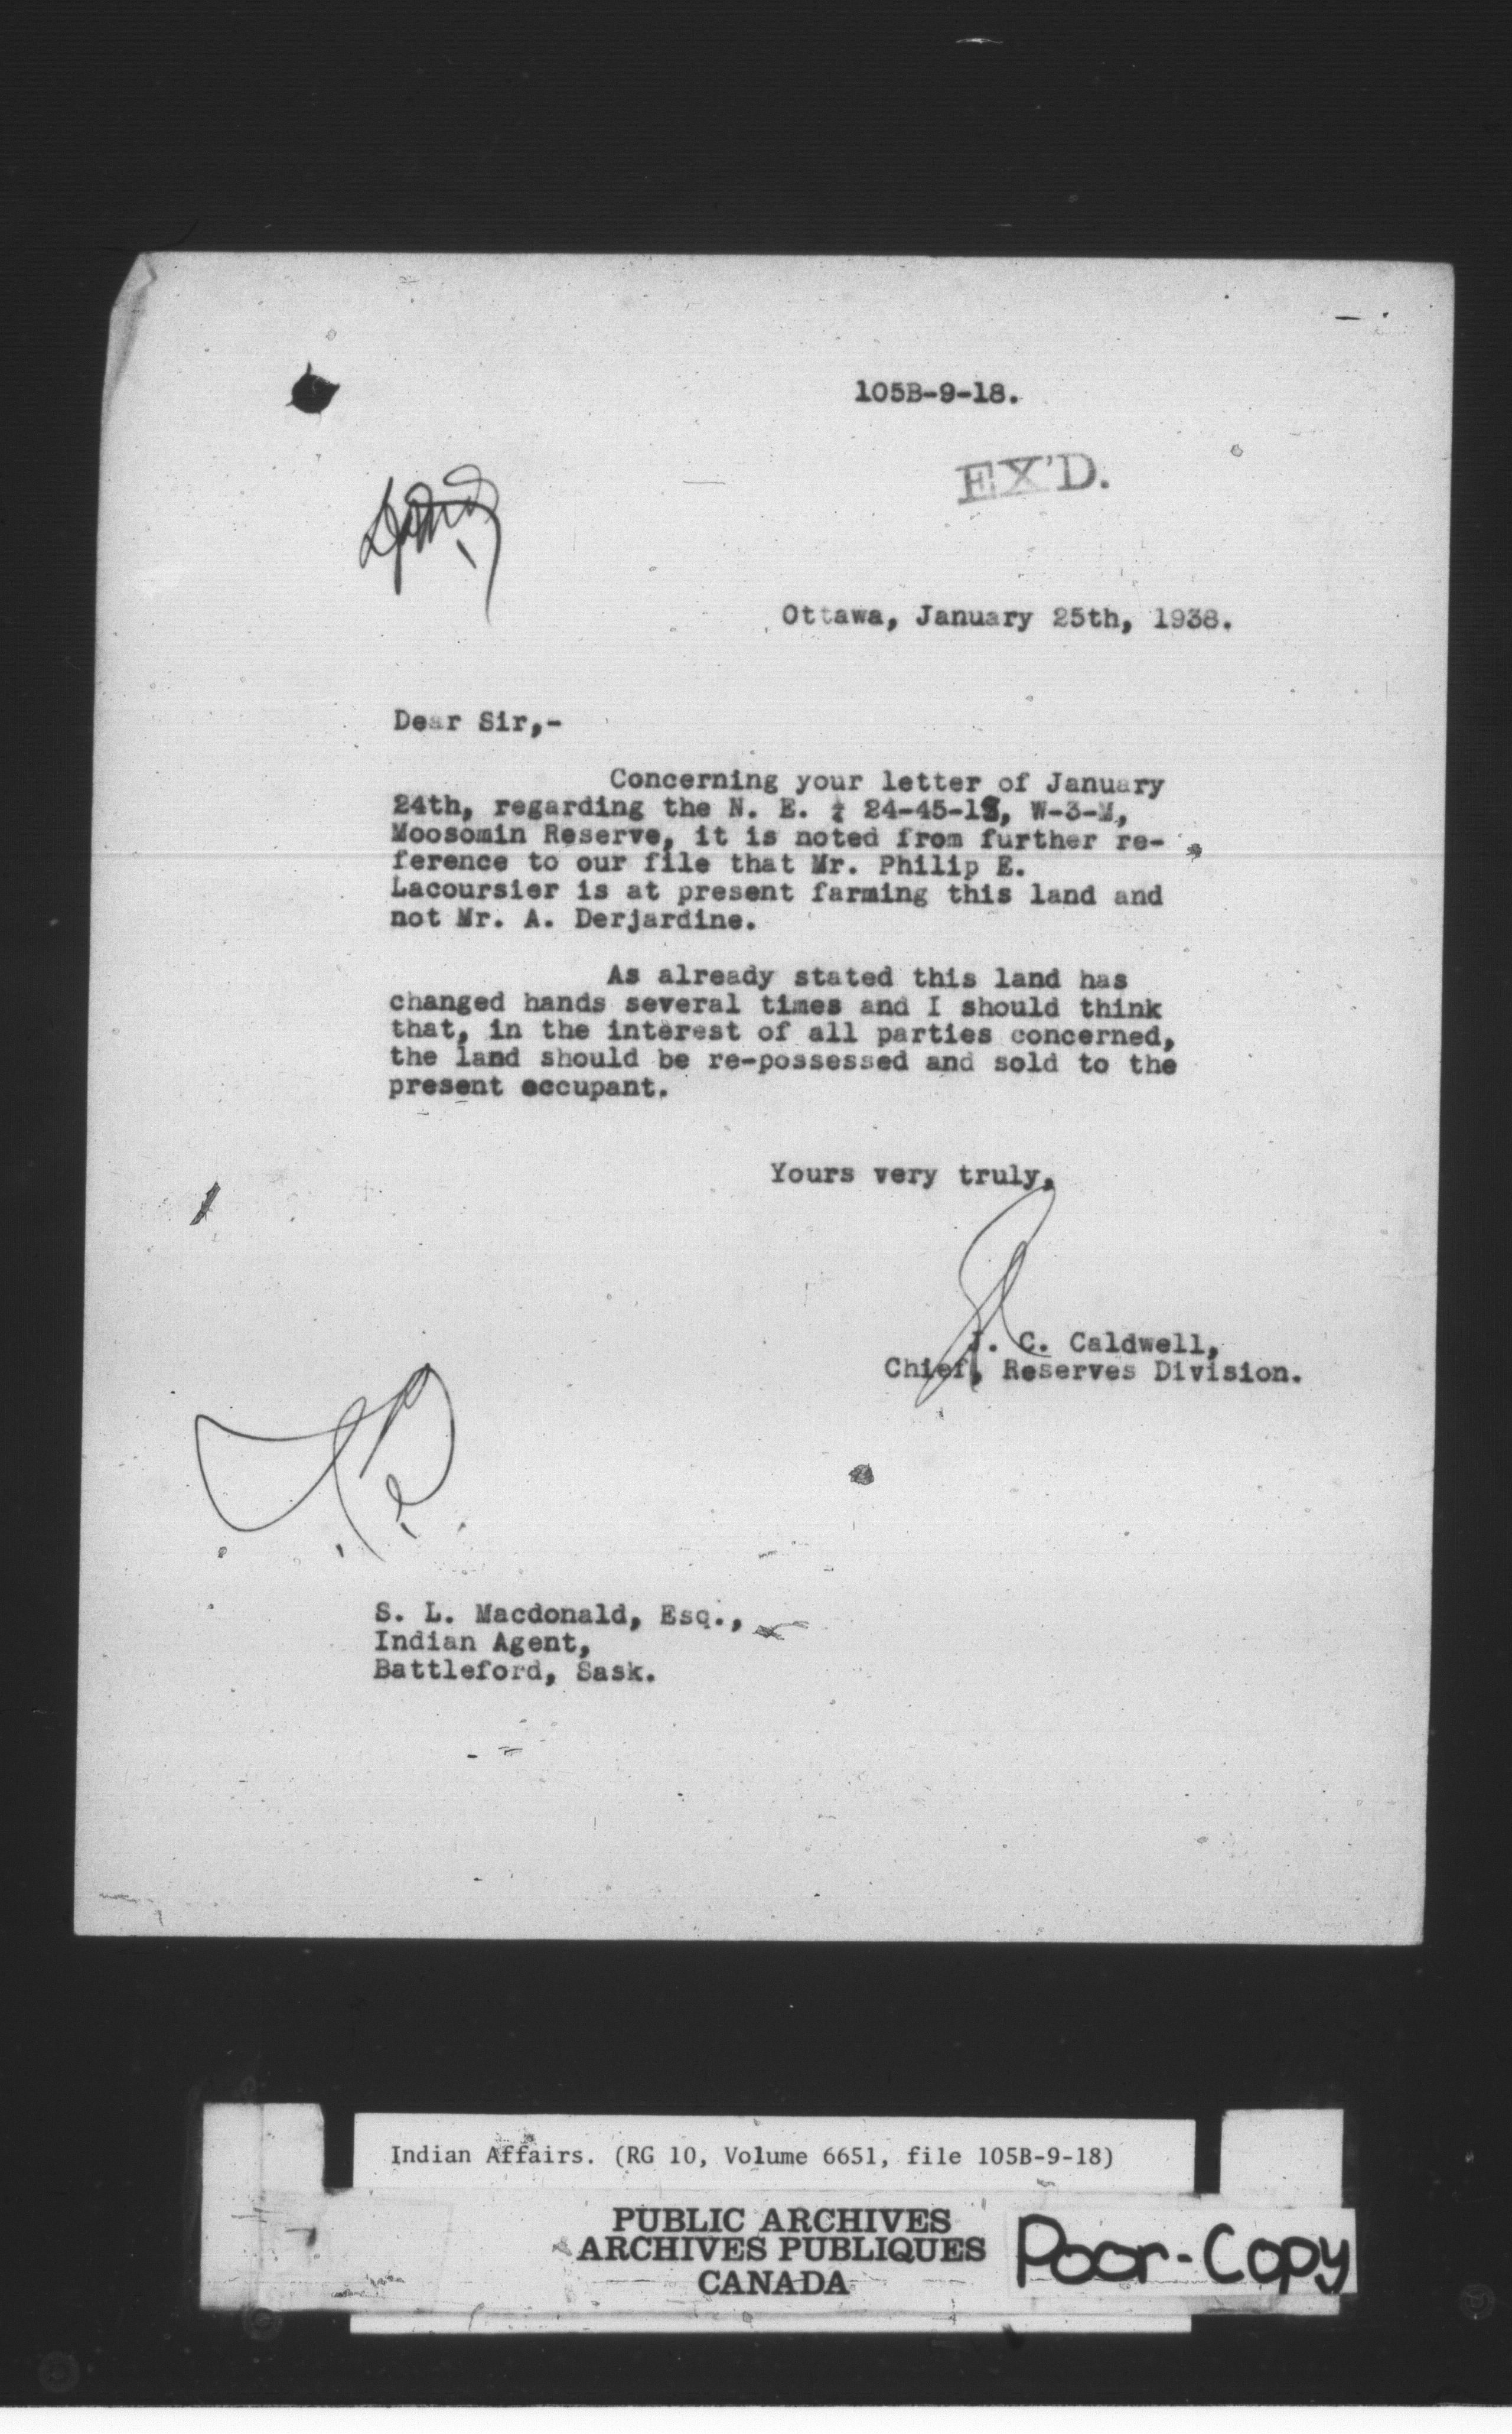 105B-9-18.
EX'D.
Ottawa, January 25th, 1938.
Dear Sir,-
Concerning your letter of January
24th, regarding the N. E. ¼ 24-45-18, W-3-M,
Moosomin Reserve, it is noted from further re-
ference to our file that Mr. Philip E.
Lacoursier is at present farming this land and
not Mr. A. Derjardine.
As already stated this land has
changed hands several times and I should think
that, in the interest of all parties concerned,
the land should be re-possessed and sold to the
present occupant.
Yours very truly,
J. C. Caldwell,
Chief, Reserves Division.
S. L. Macdonald, Esq.,
Indian Agent,
Battleford, Sask.
Indian Affairs. (RG 10, Volume 6651, file 105B-9-18)
PUBLIC ARCHIVES
ARCHIVES PUBLIQUES
CANADA
Poor-Copy